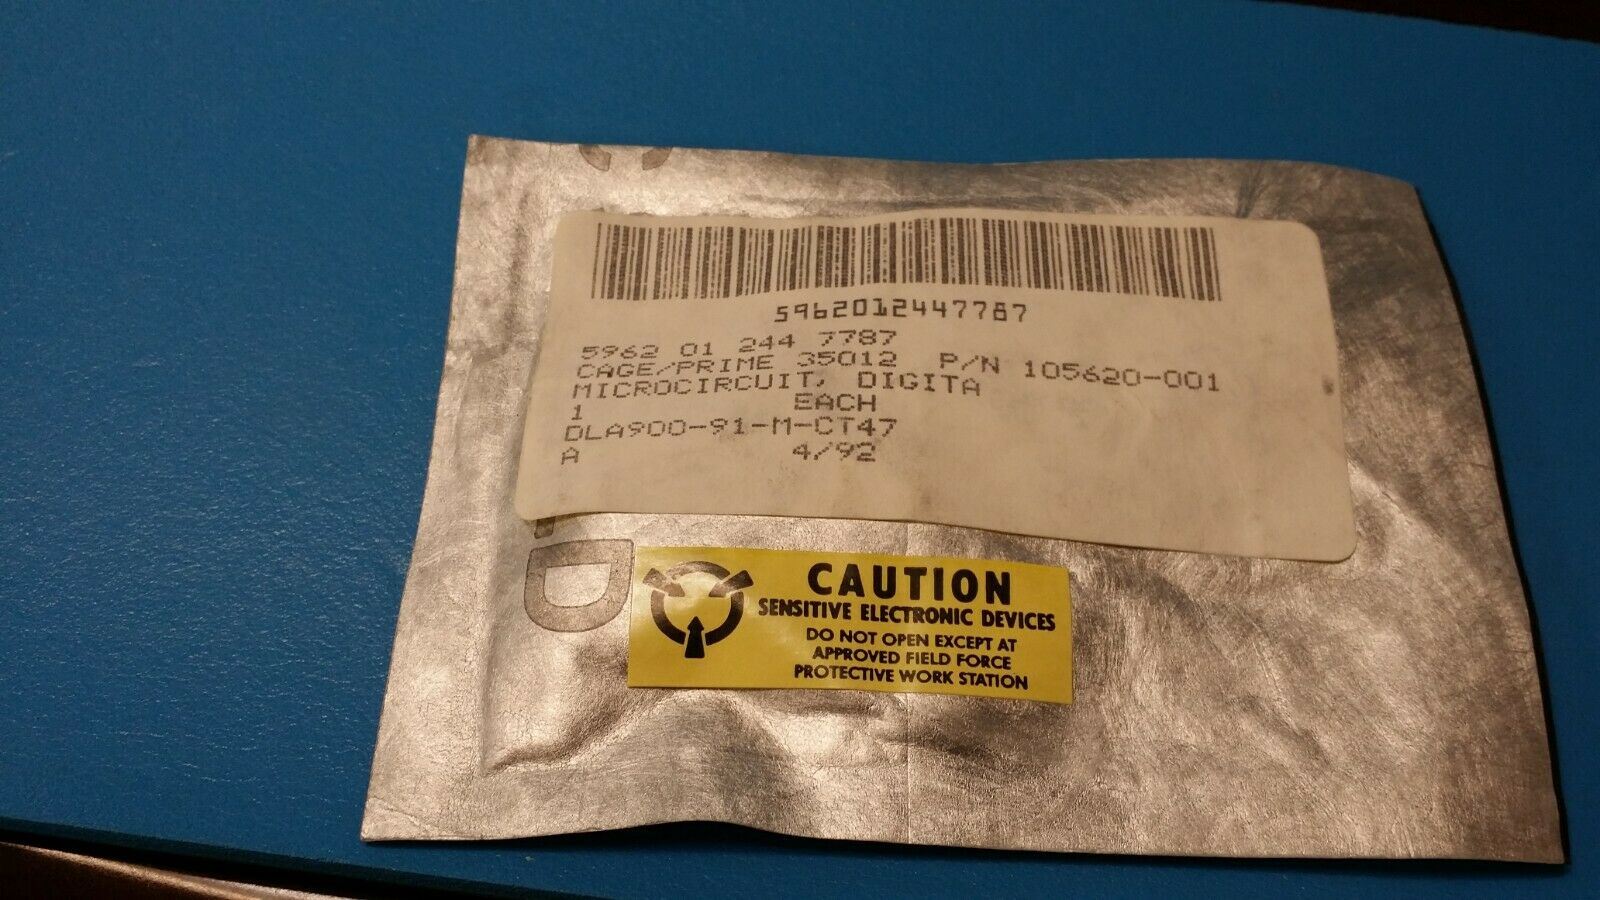 5962012447787
5962 01 244 7787
CAGE/PRIME 35012 P/N 105620-001
MICROCIRCUIT, DIGITA
1 EACH
DLA900-91-M-CT47
A 4/92
D
CAUTION
SENSITIVE ELECTRONIC DEVICES
DO NOT OPEN EXCEPT AT
APPROVED FIELD FORCE
PROTECTIVE WORK STATION